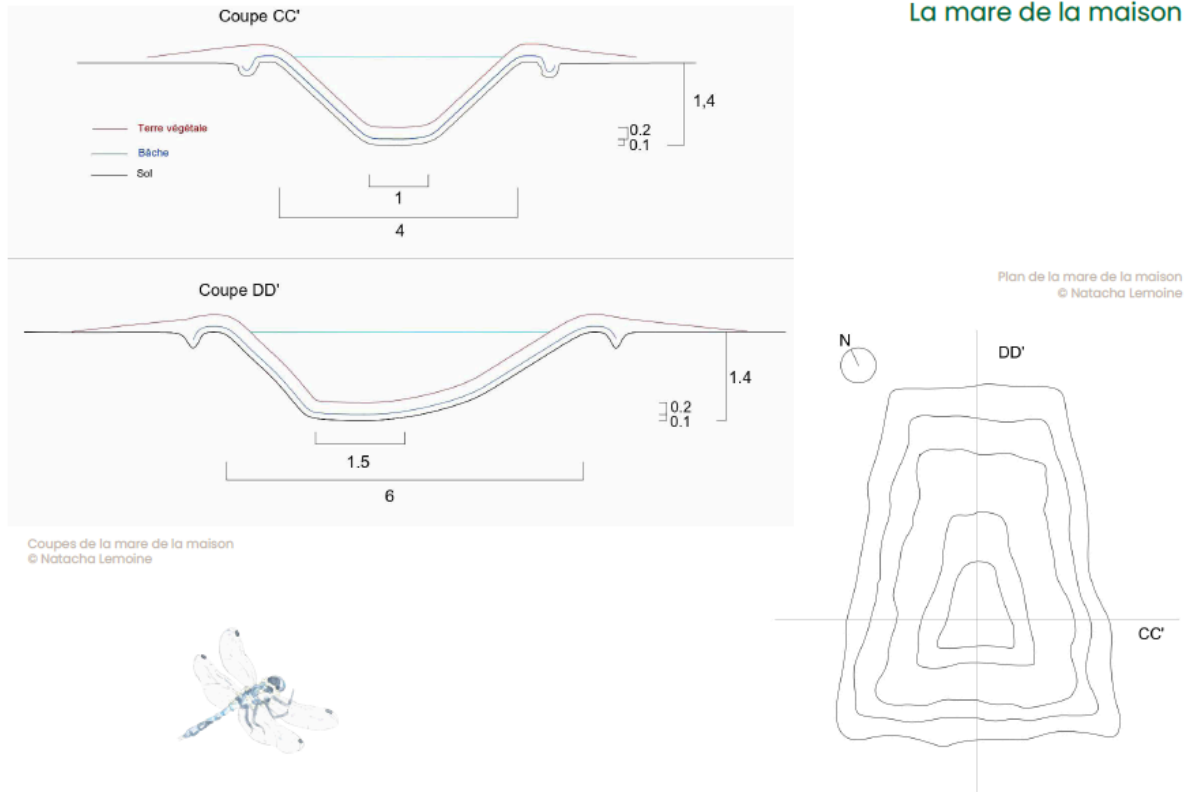 La mare de la maison
Coupe CC'
1,4
0.2
0.1
Terre végétale
Bâche
Sol
1
4
Coupe DD'
1.4
0.2
0.1
1.5
6
Coupes de la mare de la maison
© Natacha Lemoine
Plan de la mare de la maison
© Natacha Lemoine
N
DD'
CC'